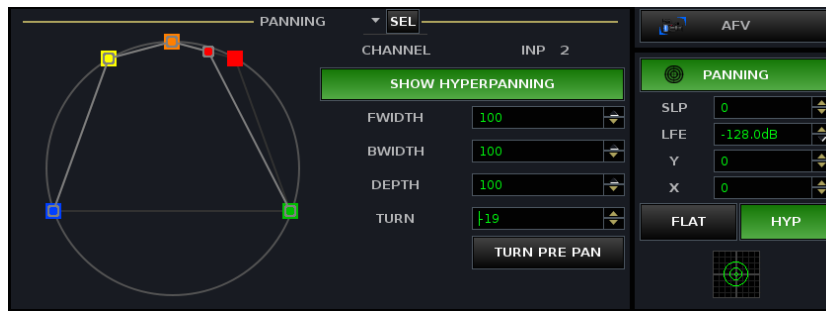 PANNING SEL
CHANNEL INP 2
SHOW HYPERPANNING
FWIDTH 100
BWIDTH 100
DEPTH 100
TURN -19
TURN PRE PAN
AFV
PANNING
SLP 0
LFE -128.0dB
Y 0
X 0
FLAT HYP